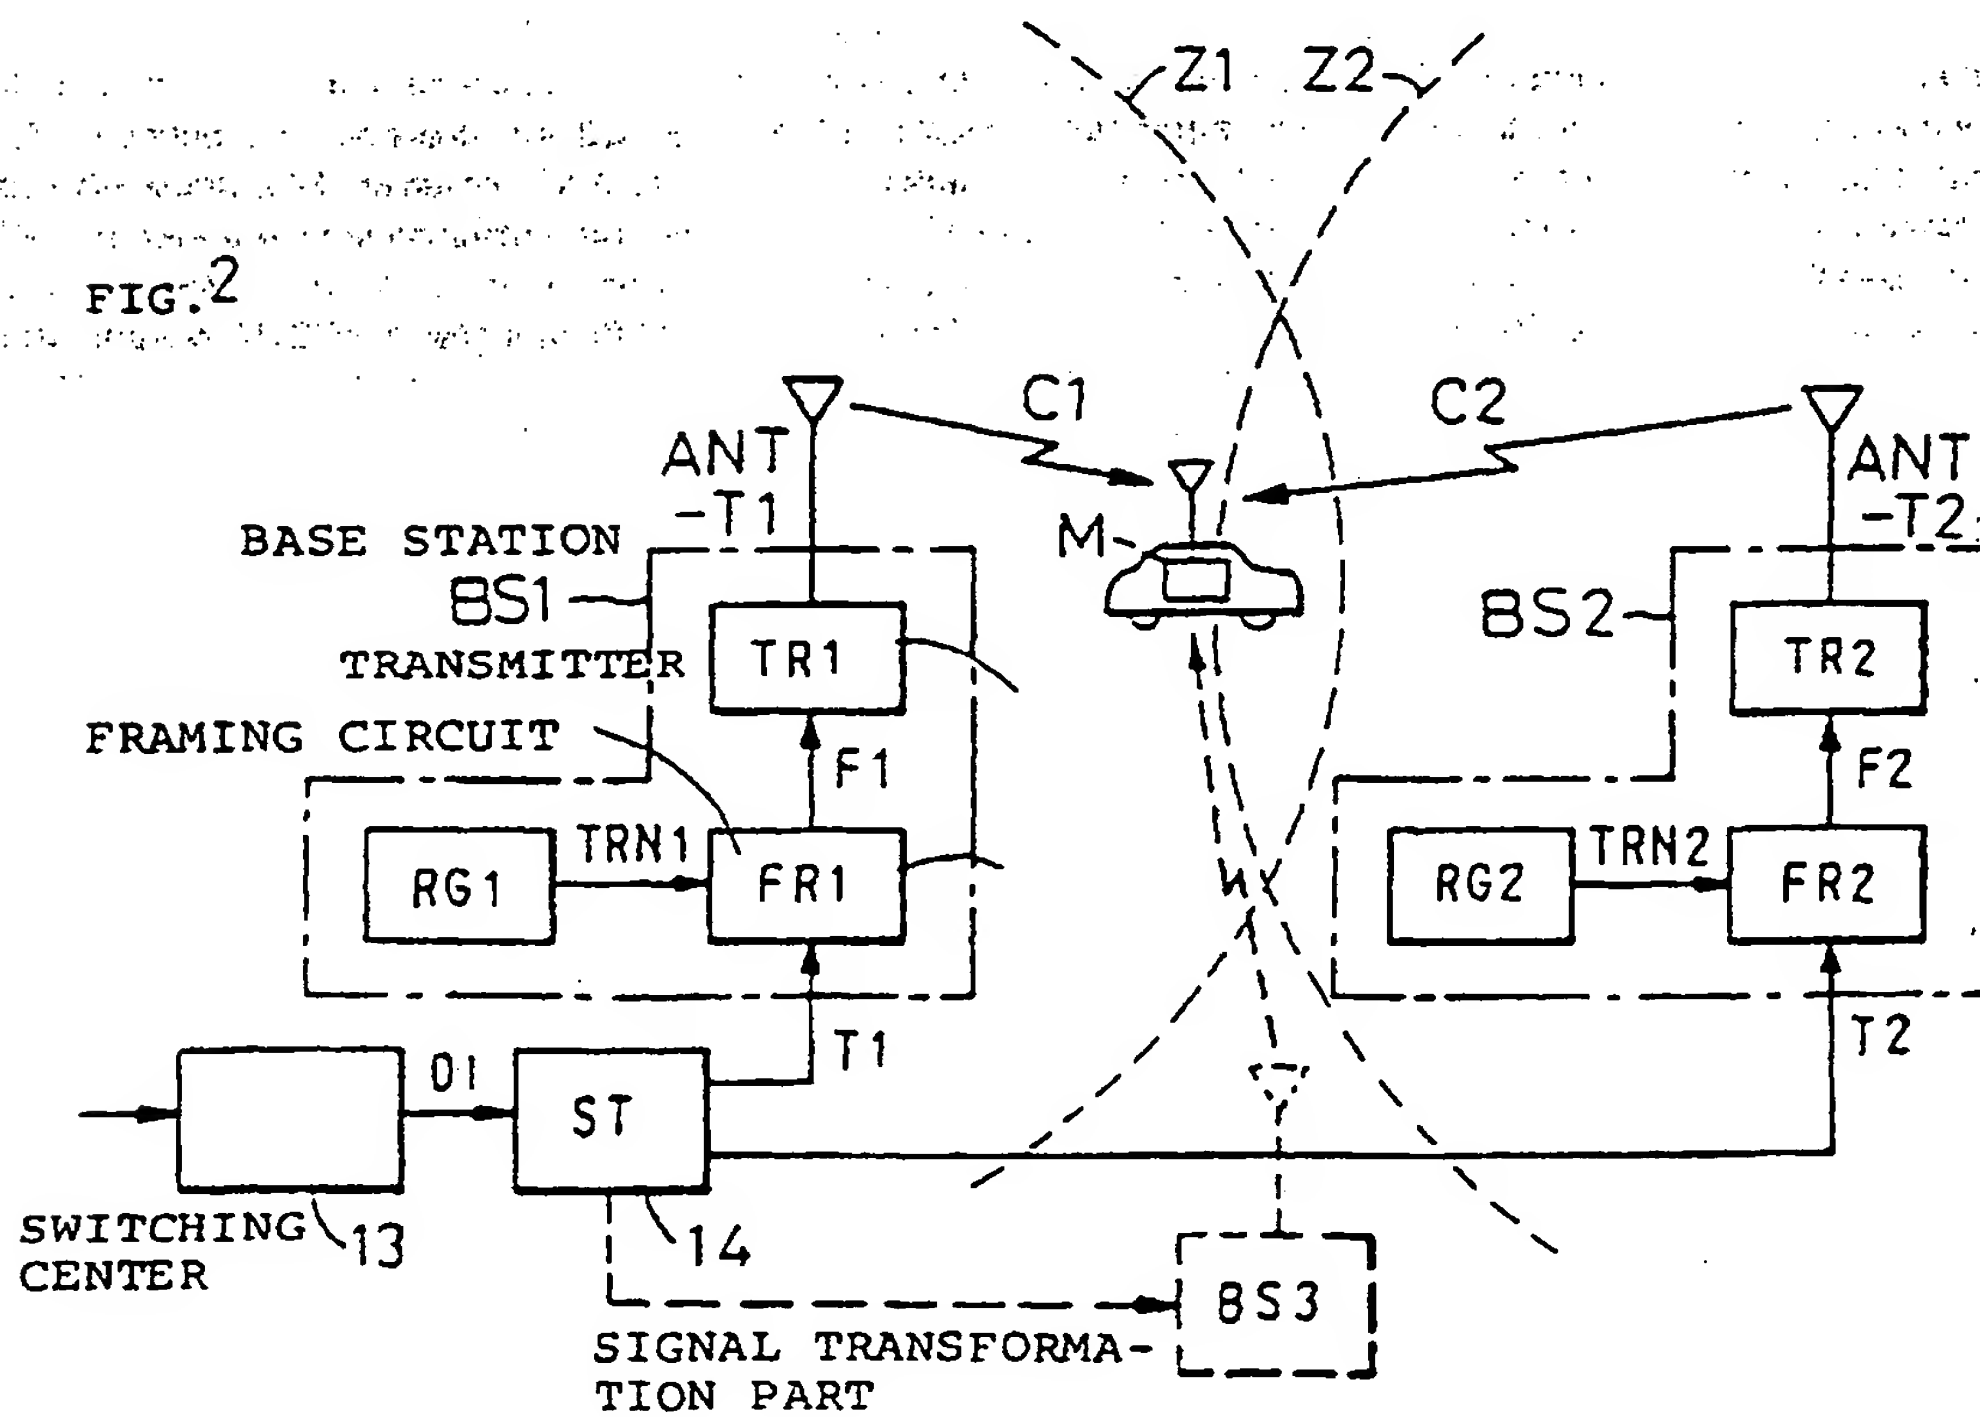 Z1 Z2
FIG. 2
C1
C2
ANT
-T1
ANT
-T2
BASE STATION
BS1
M
BS2
TRANSMITTER
TR1
TR2
FRAMING CIRCUIT
F1
F2
RG1
TRN1
FR1
RG2
TRN2
FR2
T1
T2
DI
ST
SWITCHING
CENTER
13
14
BS3
SIGNAL TRANSFORMA-
TION PART